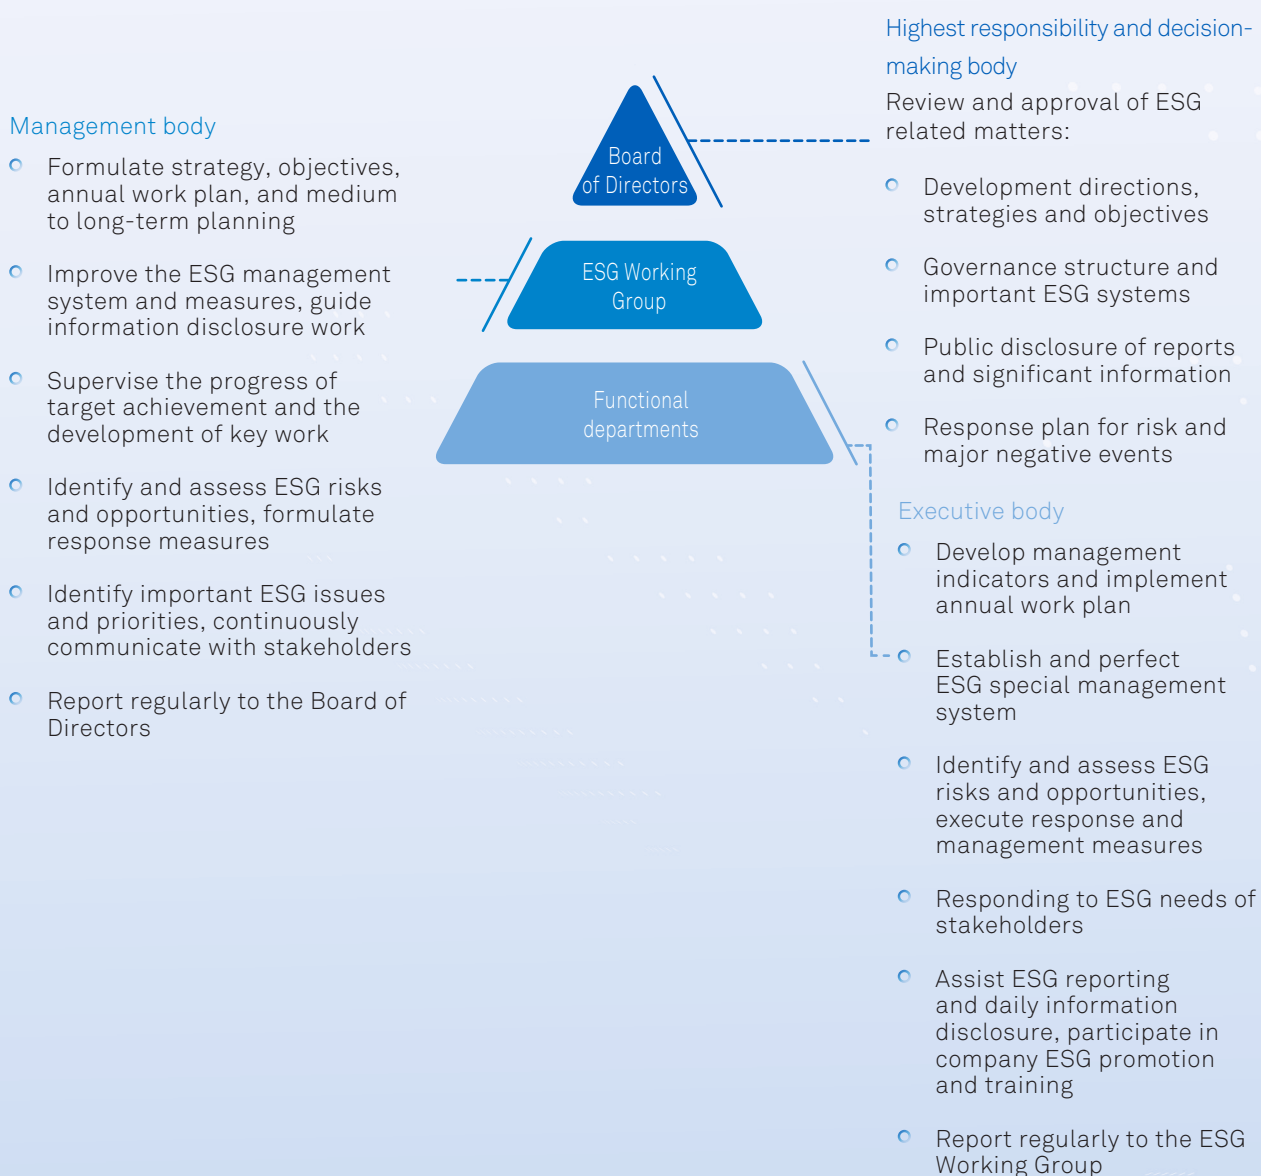 Management body
Formulate strategy, objectives,
annual work plan, and medium
to long-term planning
Improve the ESG management
system and measures, guide
information disclosure work
Supervise the progress of
target achievement and the
development of key work
Identify and assess ESG risks
and opportunities, formulate
response measures
Identify important ESG issues
and priorities, continuously
communicate with stakeholders
Report regularly to the Board of
Directors
Board
of Directors
ESG Working
Group
Functional
departments
Highest responsibility and decision-
making body
Review and approval of ESG
related matters:
Development directions,
strategies and objectives
Governance structure and
important ESG systems
Public disclosure of reports
and significant information
Response plan for risk and
major negative events
Executive body
Develop management
indicators and implement
annual work plan
Establish and perfect
ESG special management
system
Identify and assess ESG
risks and opportunities,
execute response and
management measures
Responding to ESG needs of
stakeholders
Assist ESG reporting
and daily information
disclosure, participate in
company ESG promotion
and training
Report regularly to the ESG
Working Group